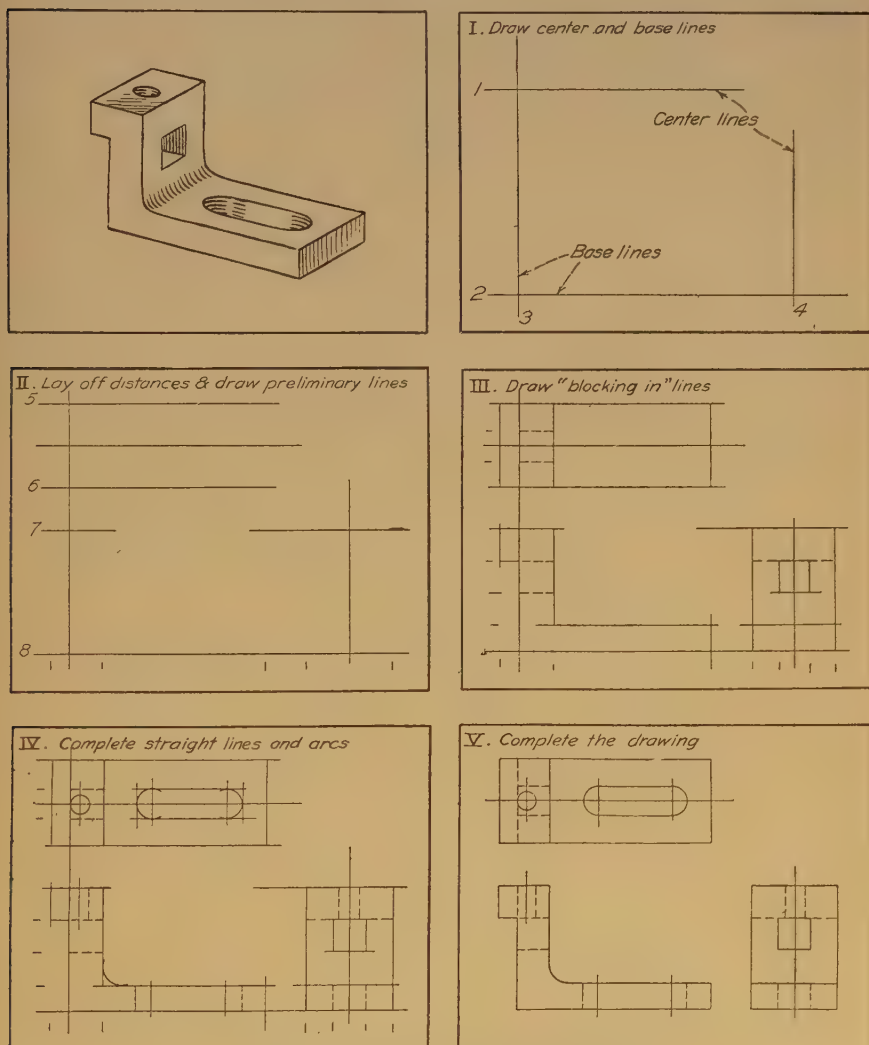 I. Draw center and base lines
1
Center lines
Base lines
2
3
4
II. Lay off distances & draw preliminary lines
5
6
7
8
III. Draw "blocking in" lines
IV. Complete straight lines and arcs
V. Complete the drawing